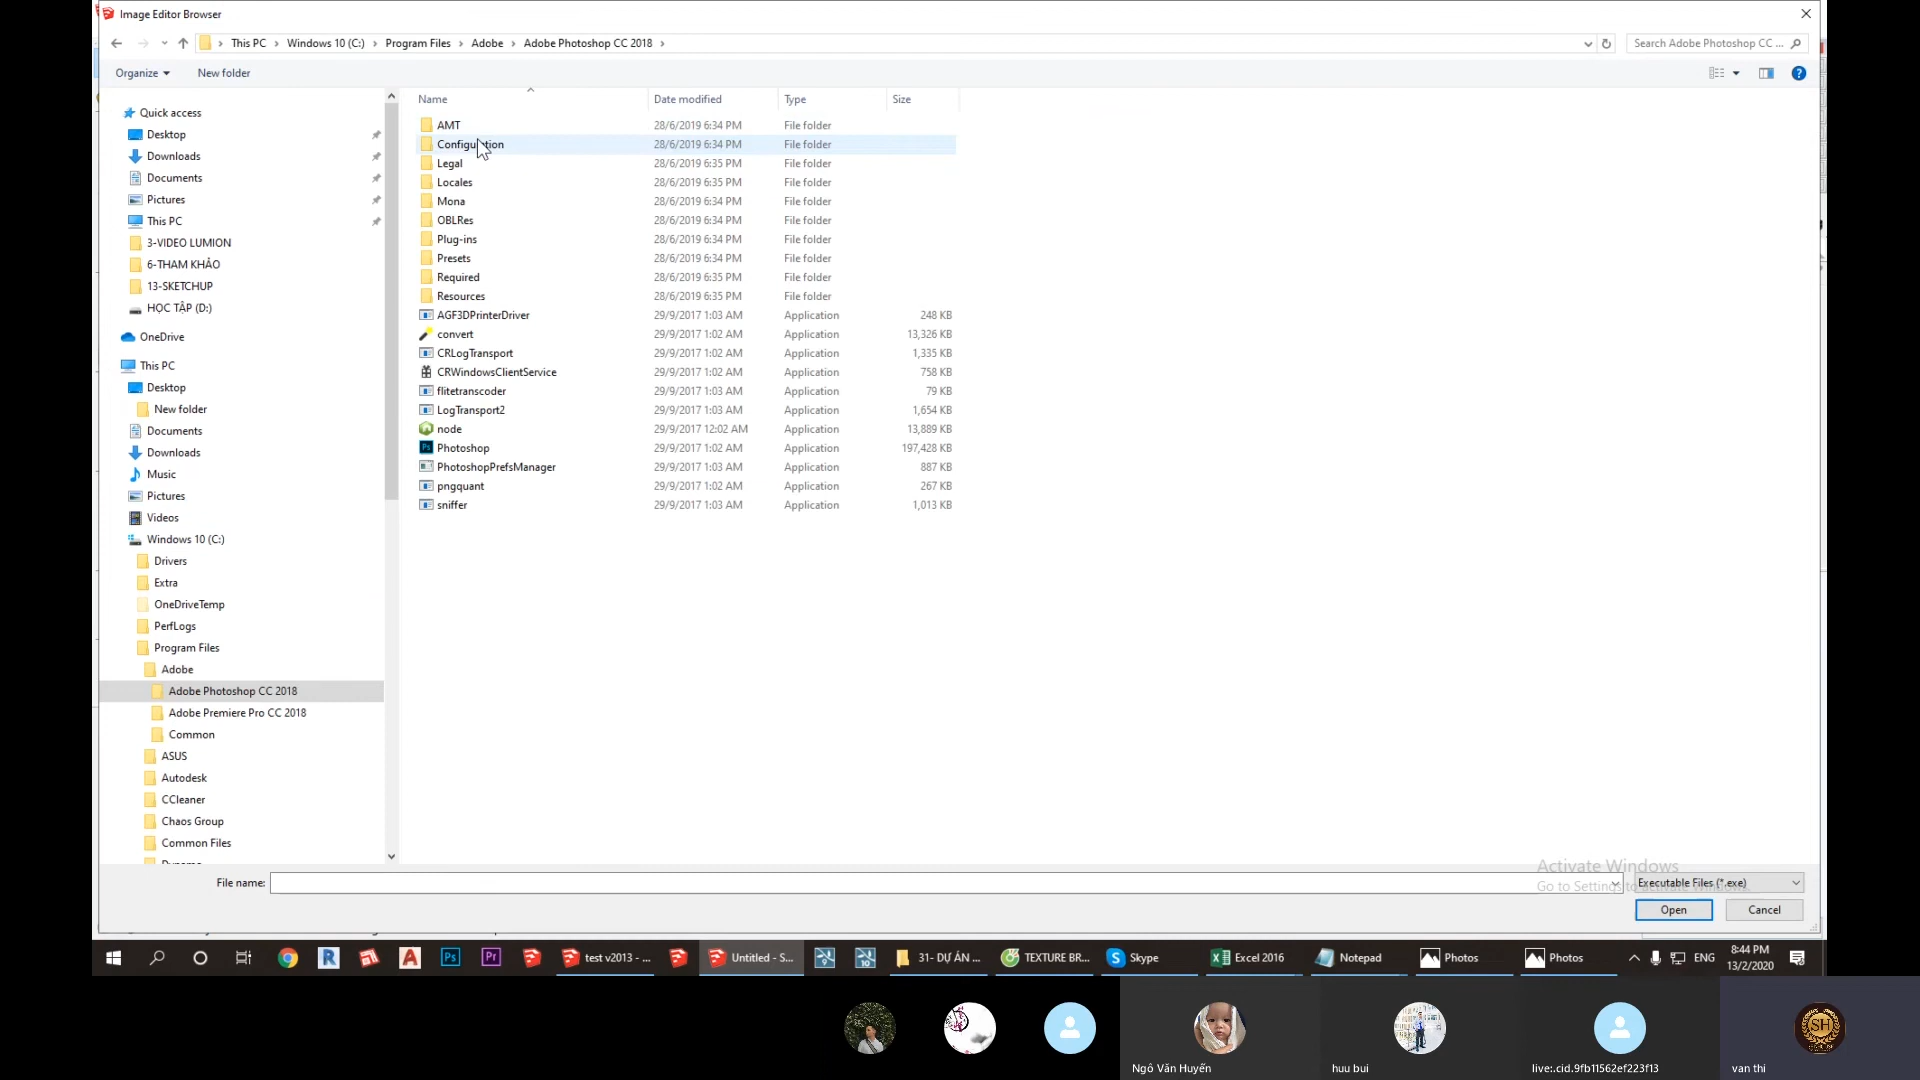 Image Editor Browser
This PC > Windows 10 (C:) > Program Files > Adobe > Adobe Photoshop CC 2018 >
Search Adobe Photoshop CC ...
Organize
New folder
Name Date modified Type Size
AMT 28/6/2019 6:34 PM File folder
Configuration 28/6/2019 6:34 PM File folder
Legal 28/6/2019 6:35 PM File folder
Locales 28/6/2019 6:35 PM File folder
Mona 28/6/2019 6:34 PM File folder
OBLRes 28/6/2019 6:34 PM File folder
Plug-ins 28/6/2019 6:34 PM File folder
Presets 28/6/2019 6:34 PM File folder
Required 28/6/2019 6:35 PM File folder
Resources 28/6/2019 6:35 PM File folder
AGF3DPrinterDriver 29/9/2017 1:03 AM Application 248 KB
convert 29/9/2017 1:02 AM Application 13,326 KB
CRLogTransport 29/9/2017 1:02 AM Application 1,335 KB
CRWindowsClientService 29/9/2017 1:02 AM Application 758 KB
flitetranscoder 29/9/2017 1:03 AM Application 79 KB
LogTransport2 29/9/2017 1:03 AM Application 1,654 KB
node 29/9/2017 12:02 AM Application 13,889 KB
Photoshop 29/9/2017 1:02 AM Application 197,428 KB
PhotoshopPrefsManager 29/9/2017 1:03 AM Application 887 KB
pngquant 29/9/2017 1:02 AM Application 267 KB
sniffer 29/9/2017 1:03 AM Application 1,013 KB
Quick access
Desktop
Downloads
Documents
Pictures
This PC
3-VIDEO LUMION
6-THAM KHẢO
13-SKETCHUP
HỌC TẬP (D:)
OneDrive
This PC
Desktop
New folder
Documents
Downloads
Music
Pictures
Videos
Windows 10 (C:)
Drivers
Extra
OneDriveTemp
PerfLogs
Program Files
Adobe
Adobe Photoshop CC 2018
Adobe Premiere Pro CC 2018
Common
ASUS
Autodesk
CCleaner
Chaos Group
Common Files
Activate Windows
Go to Settings to activate Windows.
File name:
Executable Files (*.exe)
Open
Cancel
test v2013 - ...
Untitled - S...
31- DỰ ÁN ...
TEXTURE BR...
Skype
Excel 2016
Notepad
Photos
Photos
ENG
8:44 PM
13/2/2020
Ngô Văn Huyến
huu bui
live:.cid.9fb11562ef223f13
SH
van thi